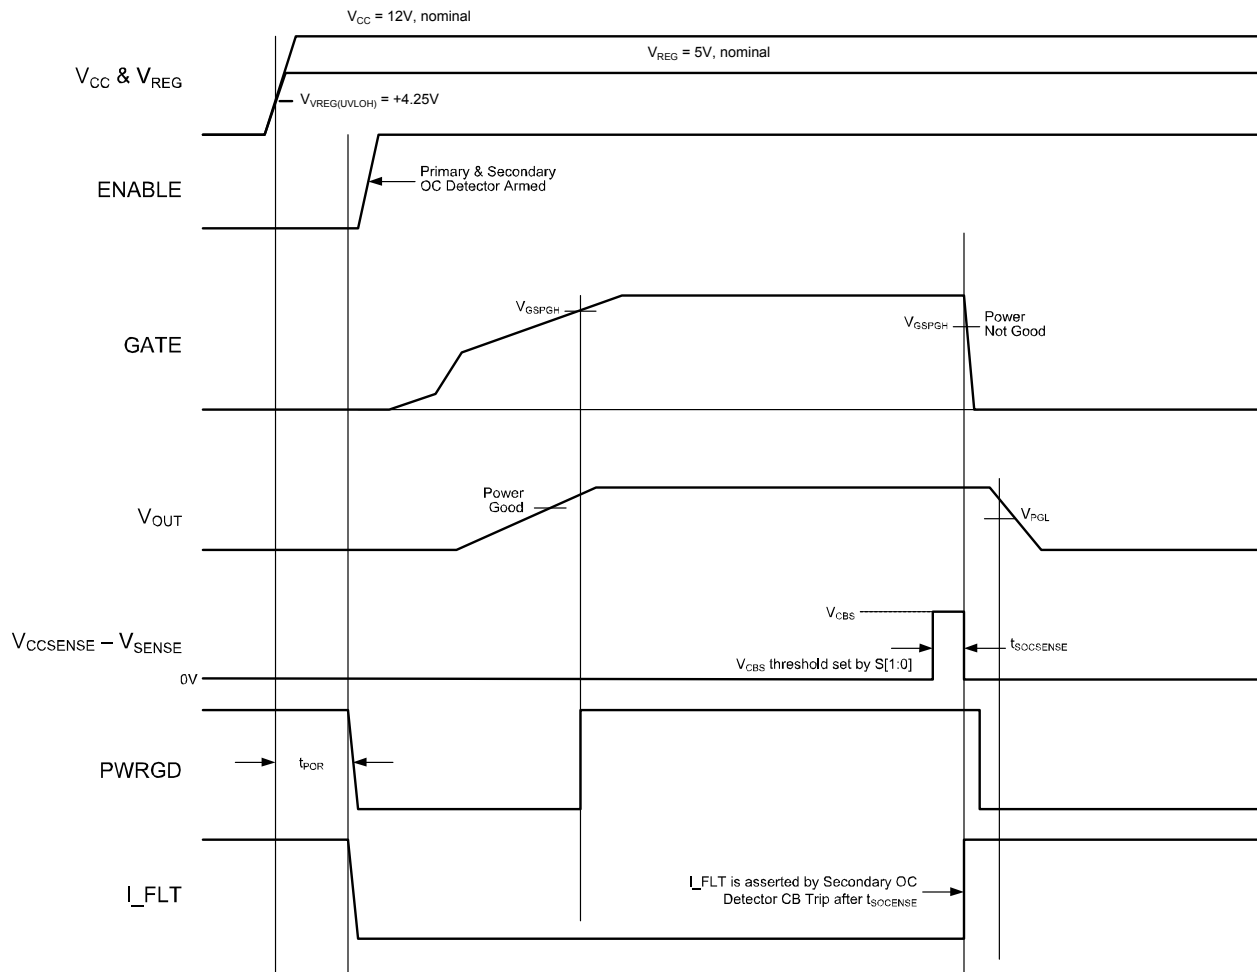 V_CC = 12V, nominal
V_REG = 5V, nominal
V_CC & V_REG
V_VREG(UVLOH) = +4.25V
ENABLE
Primary & Secondary
OC Detector Armed
GATE
V_GSPGH
V_GSPGH
Power
Not Good
V_OUT
Power
Good
V_PGL
V_CCSENSE – V_SENSE
V_CBS
t_SOCSENSE
V_CBS threshold set by S[1:0]
0V
PWRGD
t_POR
I_FLT
I_FLT is asserted by Secondary OC
Detector CB Trip after t_SOCENSE